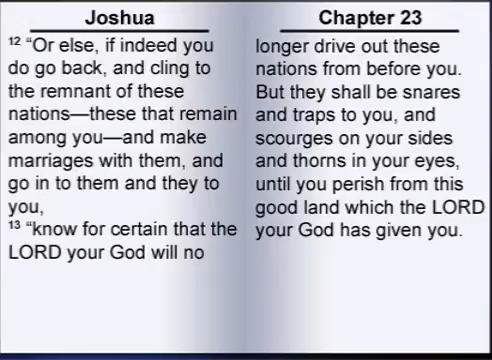 Joshua
¹² “Or else, if indeed you
do go back, and cling to
the remnant of these
nations—these that remain
among you—and make
marriages with them, and
go in to them and they to
you,
¹³ “know for certain that the
LORD your God will no
Chapter 23
longer drive out these
nations from before you.
But they shall be snares
and traps to you, and
scourges on your sides
and thorns in your eyes,
until you perish from this
good land which the LORD
your God has given you.